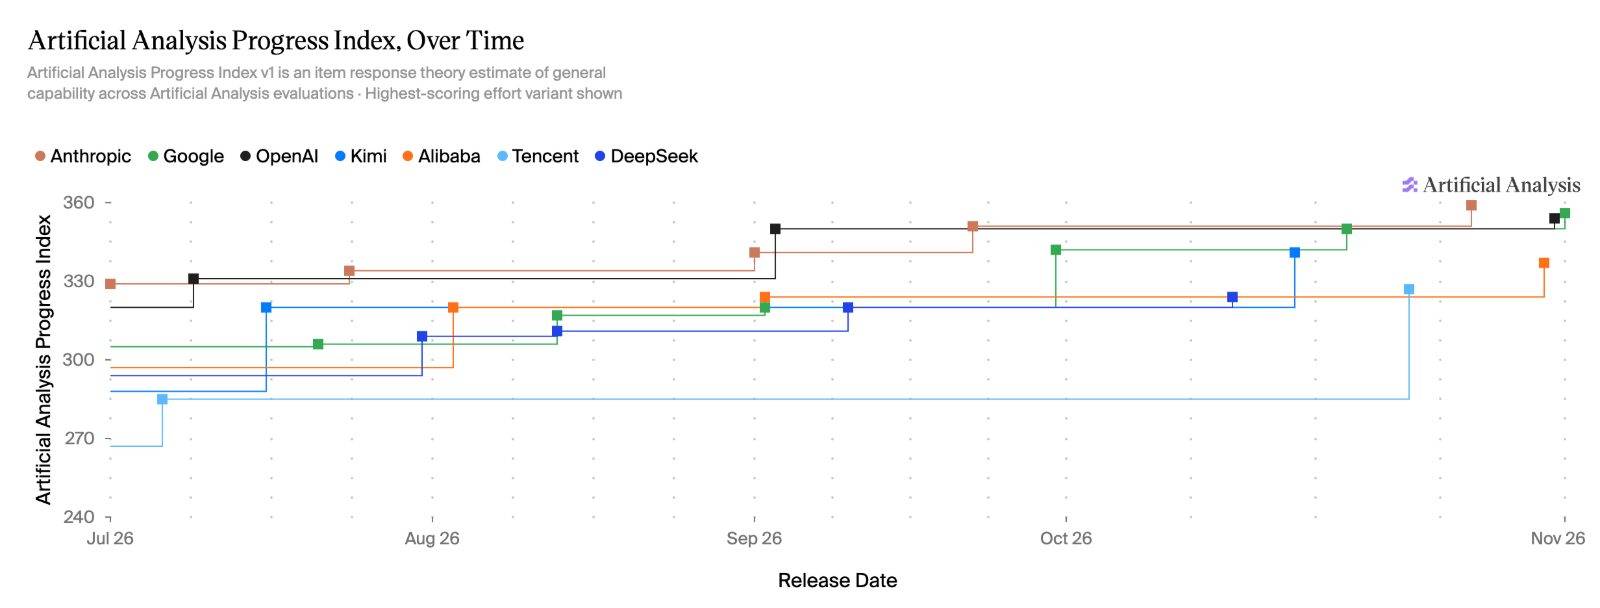 Artificial Analysis Progress Index, Over Time
Artificial Analysis Progress Index v1 is an item response theory estimate of general
capability across Artificial Analysis evaluations · Highest-scoring effort variant shown
Anthropic Google OpenAI Kimi Alibaba Tencent DeepSeek
Artificial Analysis
Artificial Analysis Progress Index
360
330
300
270
240
Jul 26 Aug 26 Sep 26 Oct 26 Nov 26
Release Date